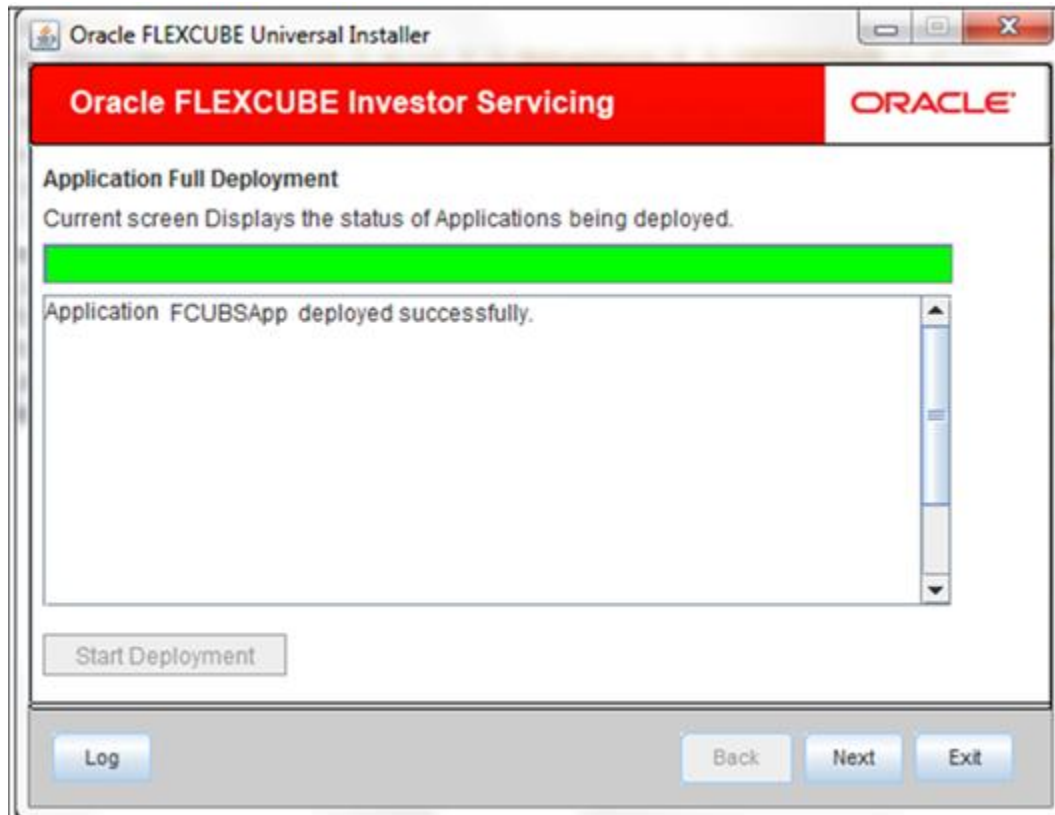 Oracle FLEXCUBE Universal Installer
Oracle FLEXCUBE Investor Servicing
ORACLE
Application Full Deployment
Current screen Displays the status of Applications being deployed.
Application FCUBSApp deployed successfully.
Start Deployment
Log
Back
Next
Exit